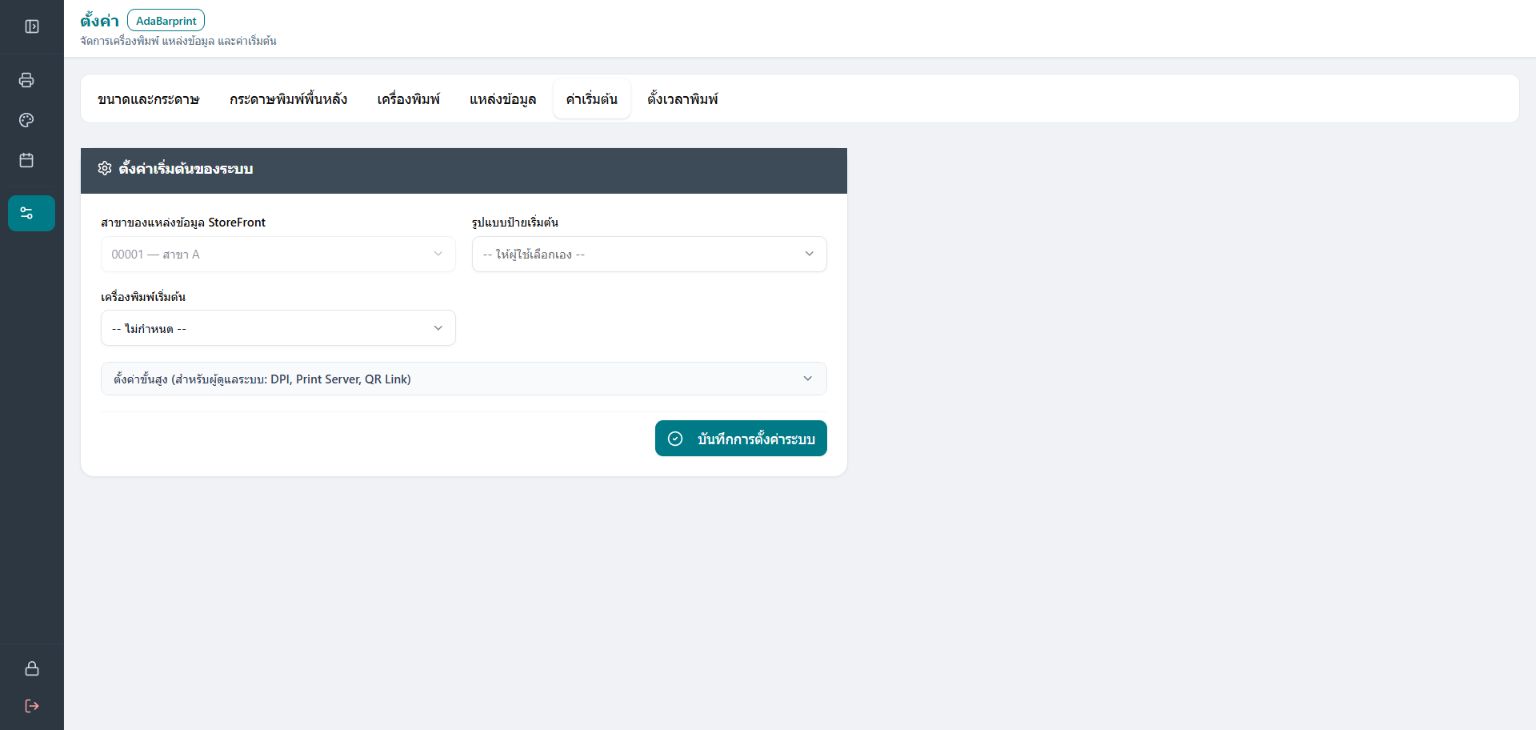 ตั้งค่า AdaBarprint
จัดการเครื่องพิมพ์ แหล่งข้อมูล และค่าเริ่มต้น
ขนาดและกระดาษ กระดาษพิมพ์พื้นหลัง เครื่องพิมพ์ แหล่งข้อมูล ค่าเริ่มต้น ตั้งเวลาพิมพ์
ตั้งค่าเริ่มต้นของระบบ
สาขาของแหล่งข้อมูล StoreFront รูปแบบป้ายเริ่มต้น
00001 — สาขา A -- ให้ผู้ใช้เลือกเอง --
เครื่องพิมพ์เริ่มต้น
-- ไม่กำหนด --
ตั้งค่าขั้นสูง (สำหรับผู้ดูแลระบบ: DPI, Print Server, QR Link)
บันทึกการตั้งค่าระบบ